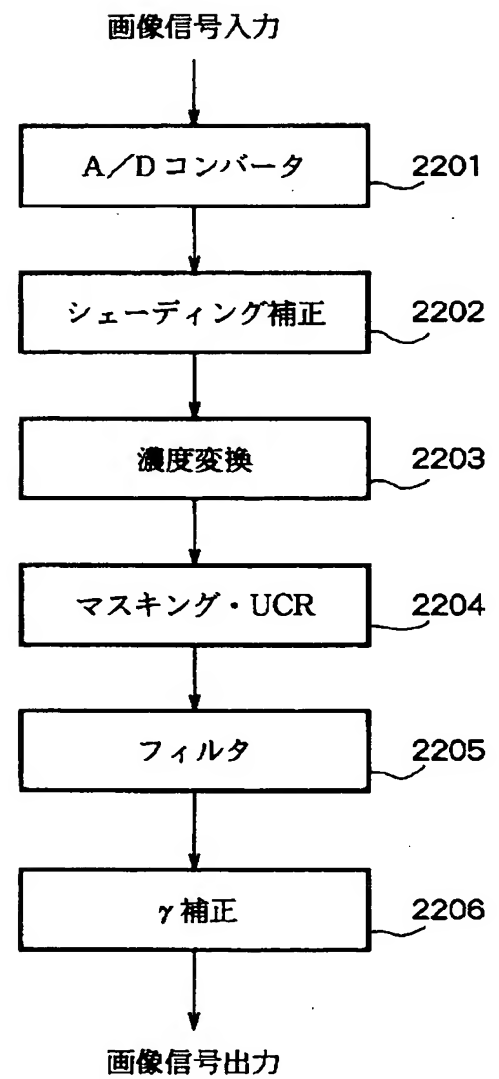 画像信号入力
A/Dコンバータ 2201
シェーディング補正 2202
濃度変換 2203
マスキング・UCR 2204
フィルタ 2205
γ補正 2206
画像信号出力